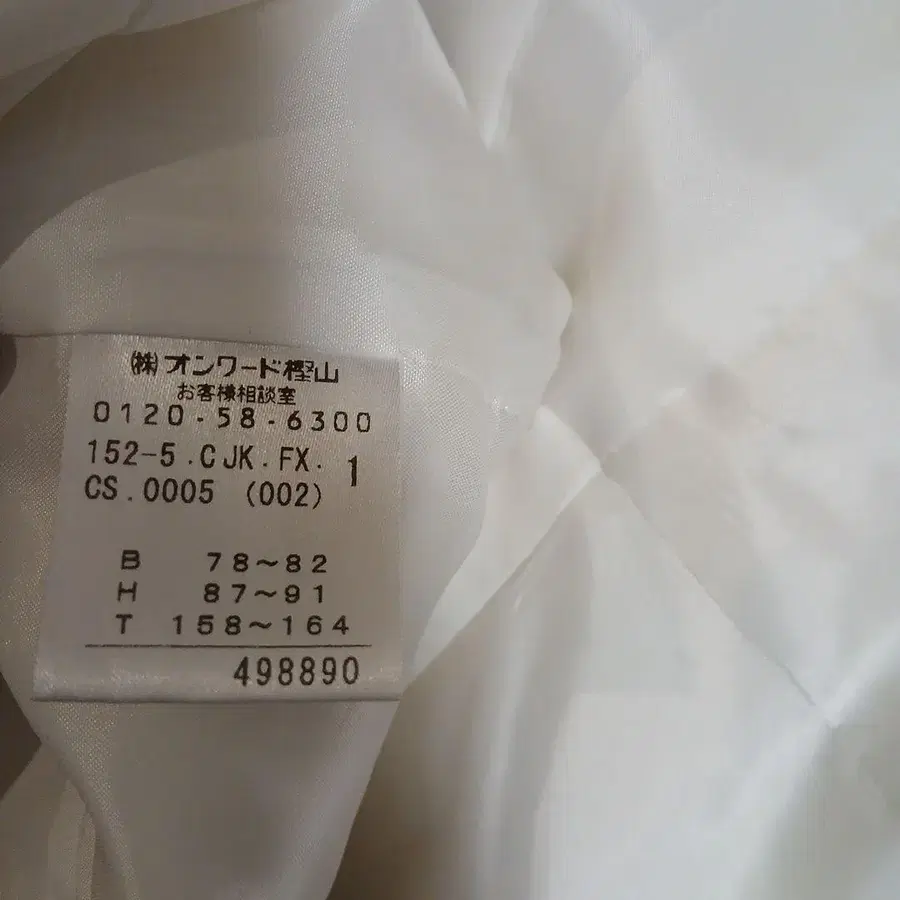 ㈱オンワード樫山
お客様相談室
0120-58-6300
152-5.CJK.FX. 1
CS.0005 (002)
B 78~82
H 87~91
T 158~164
498890